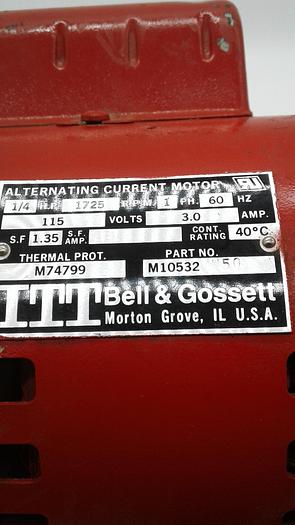 ALTERNATING CURRENT MOTOR
1/4 H.P. 1725 R.P.M. 1 PH. 60 HZ
115 VOLTS 3.0 AMP.
S.F 1.35 S.F. AMP. CONT. RATING 40°C
THERMAL PROT. PART NO.
M74799 M10532
ITT Bell & Gossett
Morton Grove, IL U.S.A.